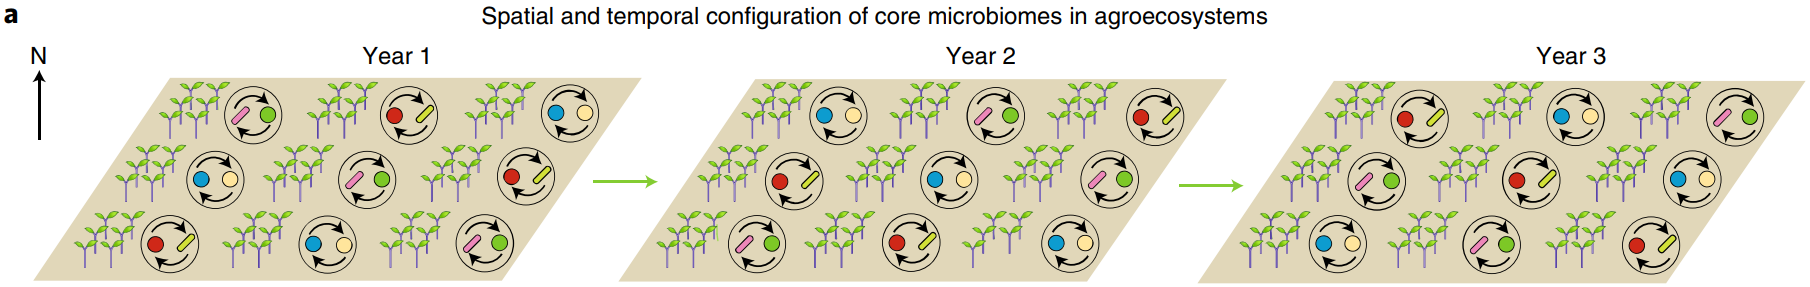 a
Spatial and temporal configuration of core microbiomes in agroecosystems
N
Year 1
Year 2
Year 3